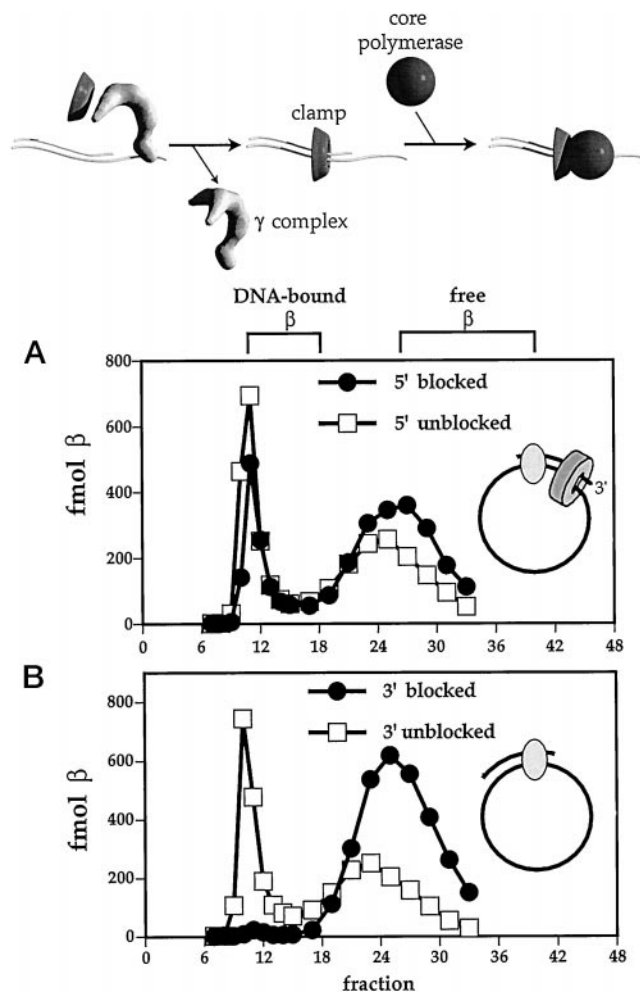 core
polymerase
clamp
γ complex
DNA-bound
β
free
β
A
800
600
400
200
0
fmol β
5' blocked
5' unblocked
3'
0 6 12 18 24 30 36 42 48
B
800
600
400
200
0
fmol β
3' blocked
3' unblocked
0 6 12 18 24 30 36 42 48
fraction